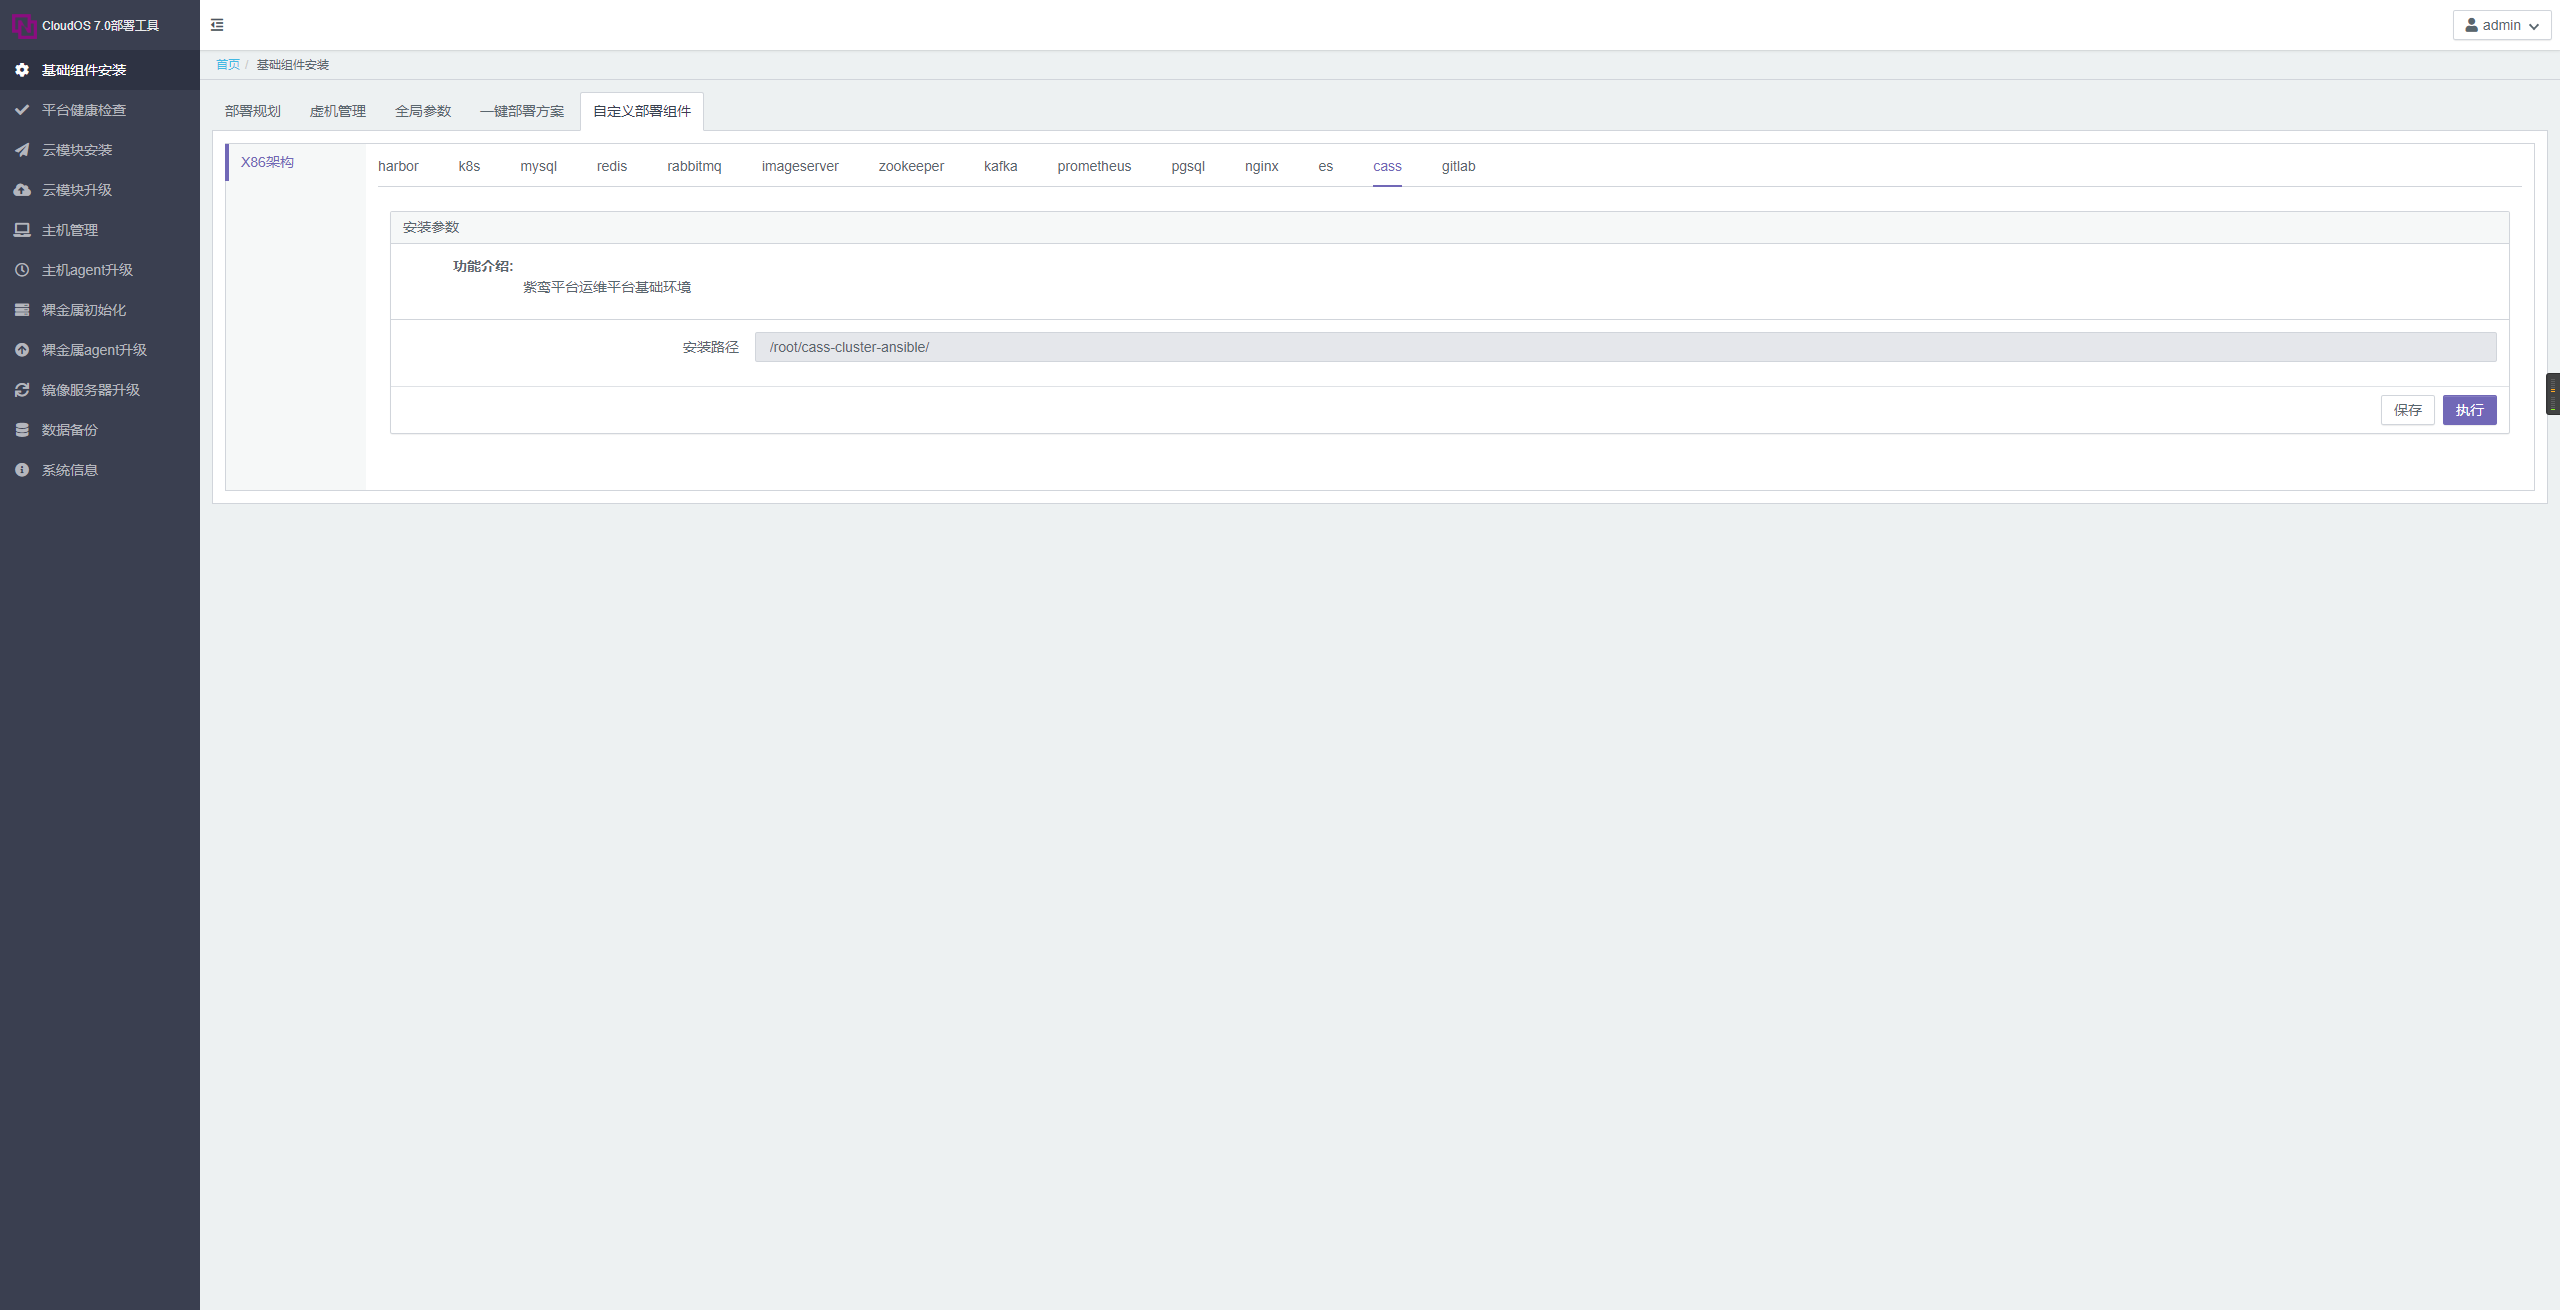 CloudOS 7.0部署工具
admin
基础组件安装
平台健康检查
云模块安装
云模块升级
主机管理
主机agent升级
裸金属初始化
裸金属agent升级
镜像服务器升级
数据备份
系统信息
首页 / 基础组件安装
部署规划 虚机管理 全局参数 一键部署方案 自定义部署组件
X86架构
harbor k8s mysql redis rabbitmq imageserver zookeeper kafka prometheus pgsql nginx es cass gitlab
安装参数
功能介绍:
紫鸾平台运维平台基础环境
安装路径 /root/cass-cluster-ansible/
保存 执行